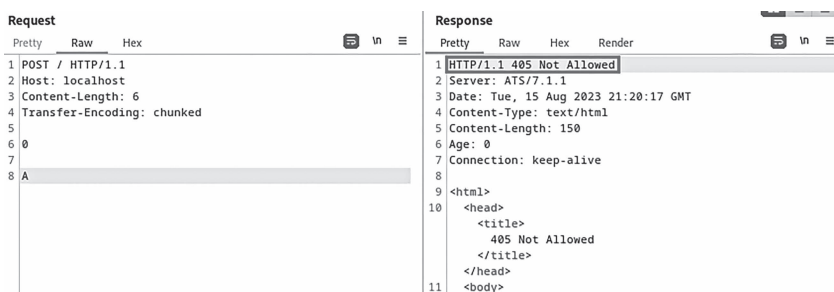 Request
Pretty Raw Hex \n
1 POST / HTTP/1.1
2 Host: localhost
3 Content-Length: 6
4 Transfer-Encoding: chunked
5
6 0
7
8 A
Response
Pretty Raw Hex Render \n
1 HTTP/1.1 405 Not Allowed
2 Server: ATS/7.1.1
3 Date: Tue, 15 Aug 2023 21:20:17 GMT
4 Content-Type: text/html
5 Content-Length: 150
6 Age: 0
7 Connection: keep-alive
8
9 <html>
10 <head>
<title>
405 Not Allowed
</title>
</head>
11 <body>